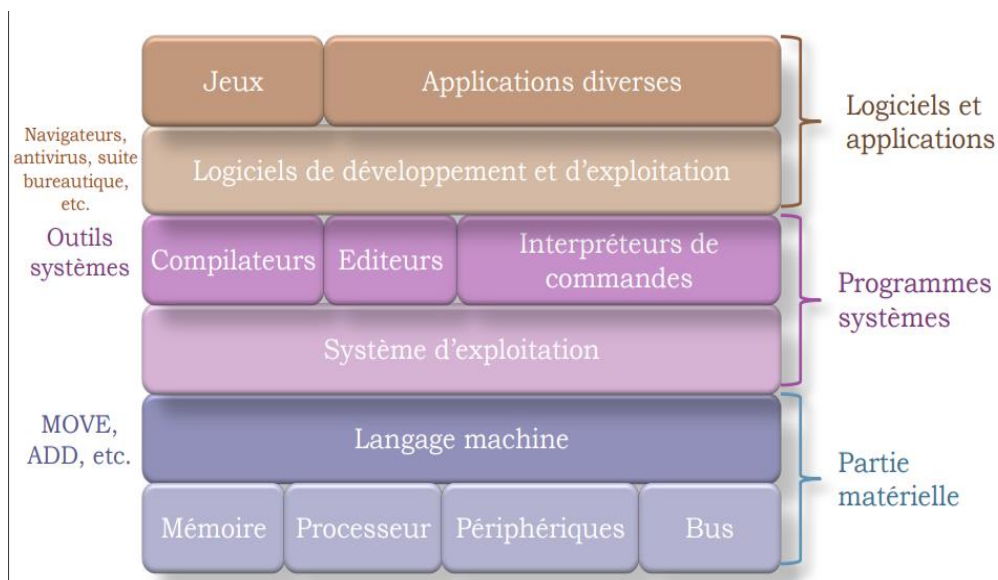 Jeux
Applications diverses
Logiciels et
applications
Navigateurs,
antivirus, suite
bureautique,
etc.
Logiciels de développement et d'exploitation
Outils
systèmes
Compilateurs
Editeurs
Interpréteurs de
commandes
Programmes
systèmes
Système d'exploitation
MOVE,
ADD, etc.
Langage machine
Partie
matérielle
Mémoire
Processeur
Périphériques
Bus